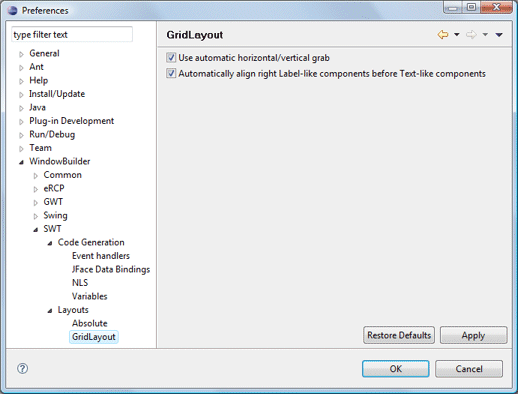 Preferences
type filter text
General
Ant
Help
Install/Update
Java
Plug-in Development
Run/Debug
Team
WindowBuilder
Common
eRCP
GWT
Swing
SWT
Code Generation
Event handlers
JFace Data Bindings
NLS
Variables
Layouts
Absolute
GridLayout
GridLayout
Use automatic horizontal/vertical grab
Automatically align right Label-like components before Text-like components
Restore Defaults
Apply
OK
Cancel